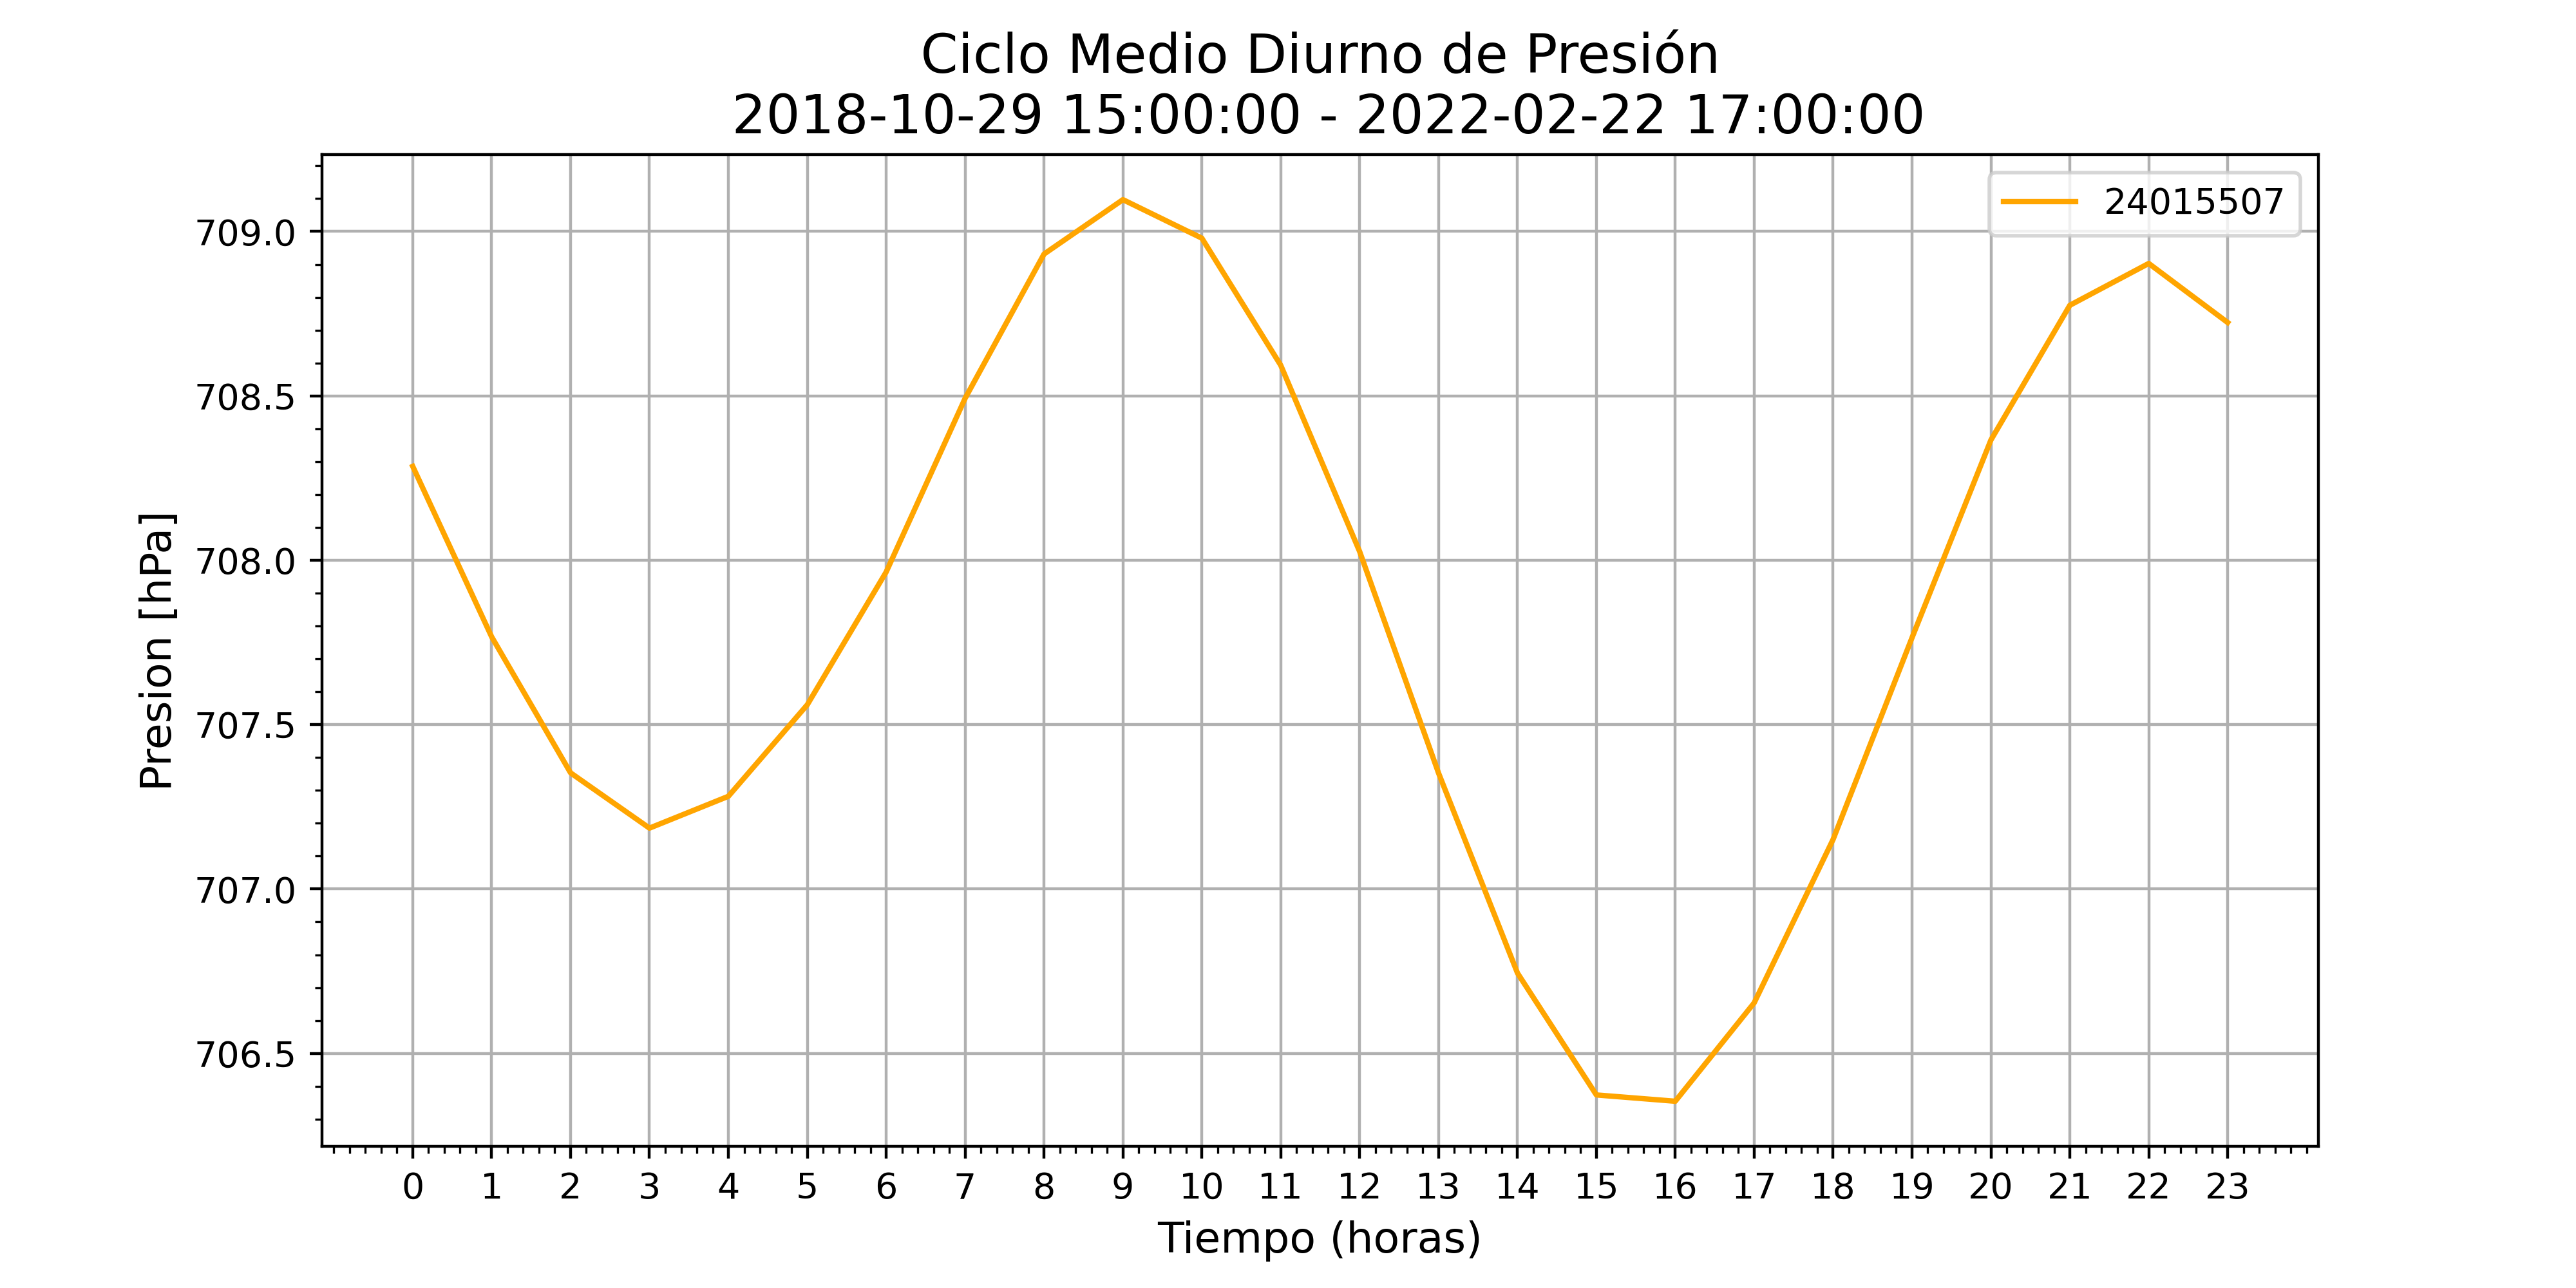 Ciclo Medio Diurno de Presión
2018-10-29 15:00:00 - 2022-02-22 17:00:00
24015507
Presion [hPa]
709.0
708.5
708.0
707.5
707.0
706.5
0 1 2 3 4 5 6 7 8 9 10 11 12 13 14 15 16 17 18 19 20 21 22 23
Tiempo (horas)